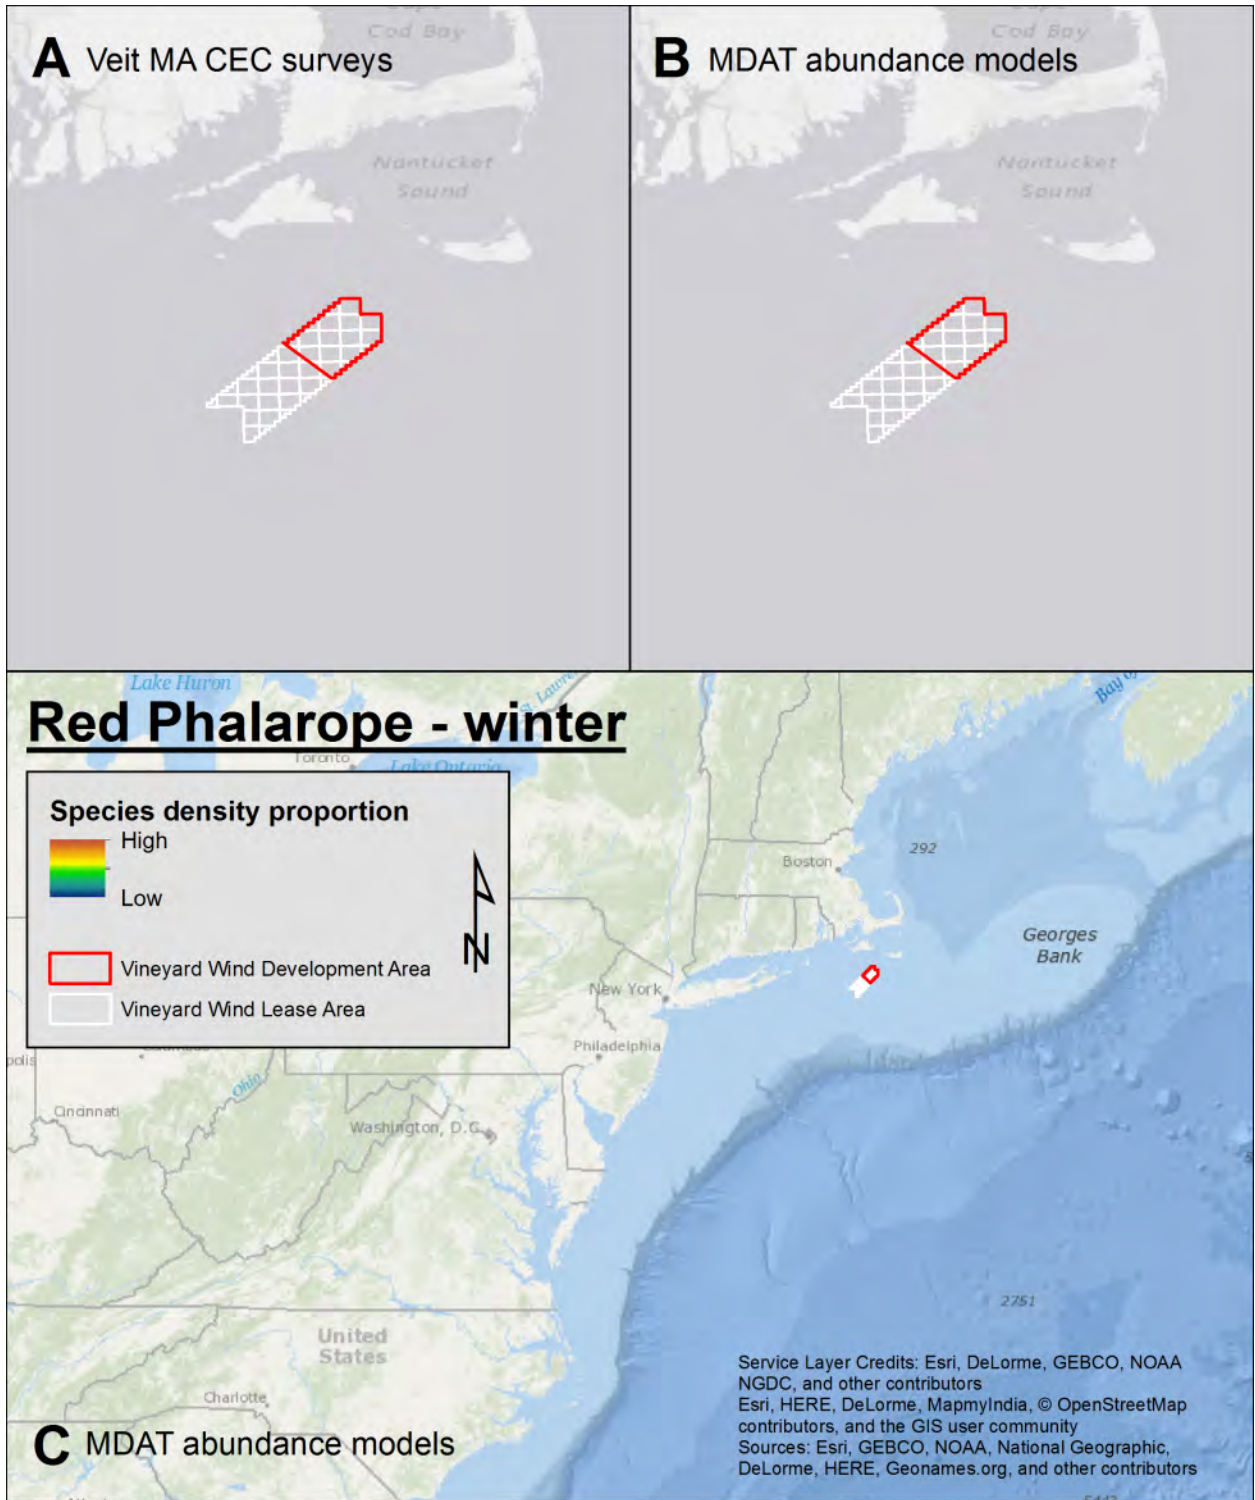 A Veit MA CEC surveys
Cod Bay
Nantucket
Sound
B MDAT abundance models
Cod Bay
Nantucket
Sound
Lake Huron
Red Phalarope - winter
Toronto
Lake Ontario
Bay of
Species density proportion
High
Low
N
Vineyard Wind Development Area
Vineyard Wind Lease Area
Boston
292
Georges
Bank
New York
Philadelphia
Ohio
Cincinnati
Washington, D.C.
2751
United
States
Charlotte
C MDAT abundance models
Service Layer Credits: Esri, DeLorme, GEBCO, NOAA
NGDC, and other contributors
Esri, HERE, DeLorme, MapmyIndia, © OpenStreetMap
contributors, and the GIS user community
Sources: Esri, GEBCO, NOAA, National Geographic,
DeLorme, HERE, Geonames.org, and other contributors